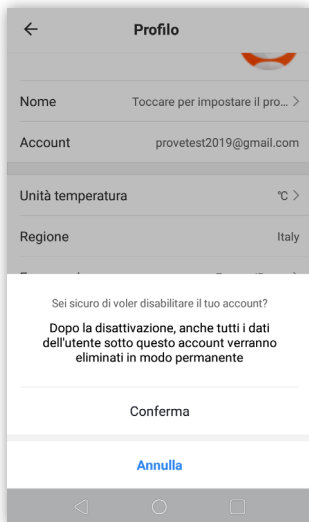 Profilo
Nome Toccare per impostare il pro...
Account provetest2019@gmail.com
Unità temperatura °C
Regione Italy
Sei sicuro di voler disabilitare il tuo account?
Dopo la disattivazione, anche tutti i dati
dell'utente sotto questo account verranno
eliminati in modo permanente
Conferma
Annulla